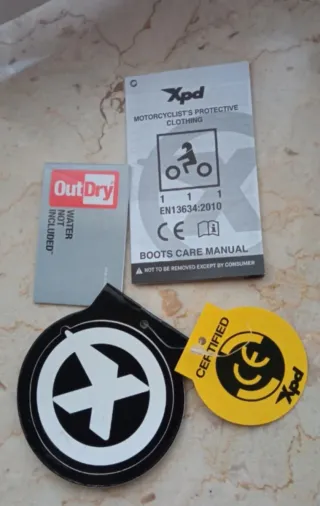 Xpd
MOTORCYCLIST'S PROTECTIVE
CLOTHING
1 1 1
EN13634:2010
CE
BOOTS CARE MANUAL
NOT TO BE REMOVED EXCEPT BY CONSUMER
OutDry
WATER
NOT
INCLUDED
CERTIFIED
CE
Xpd
X